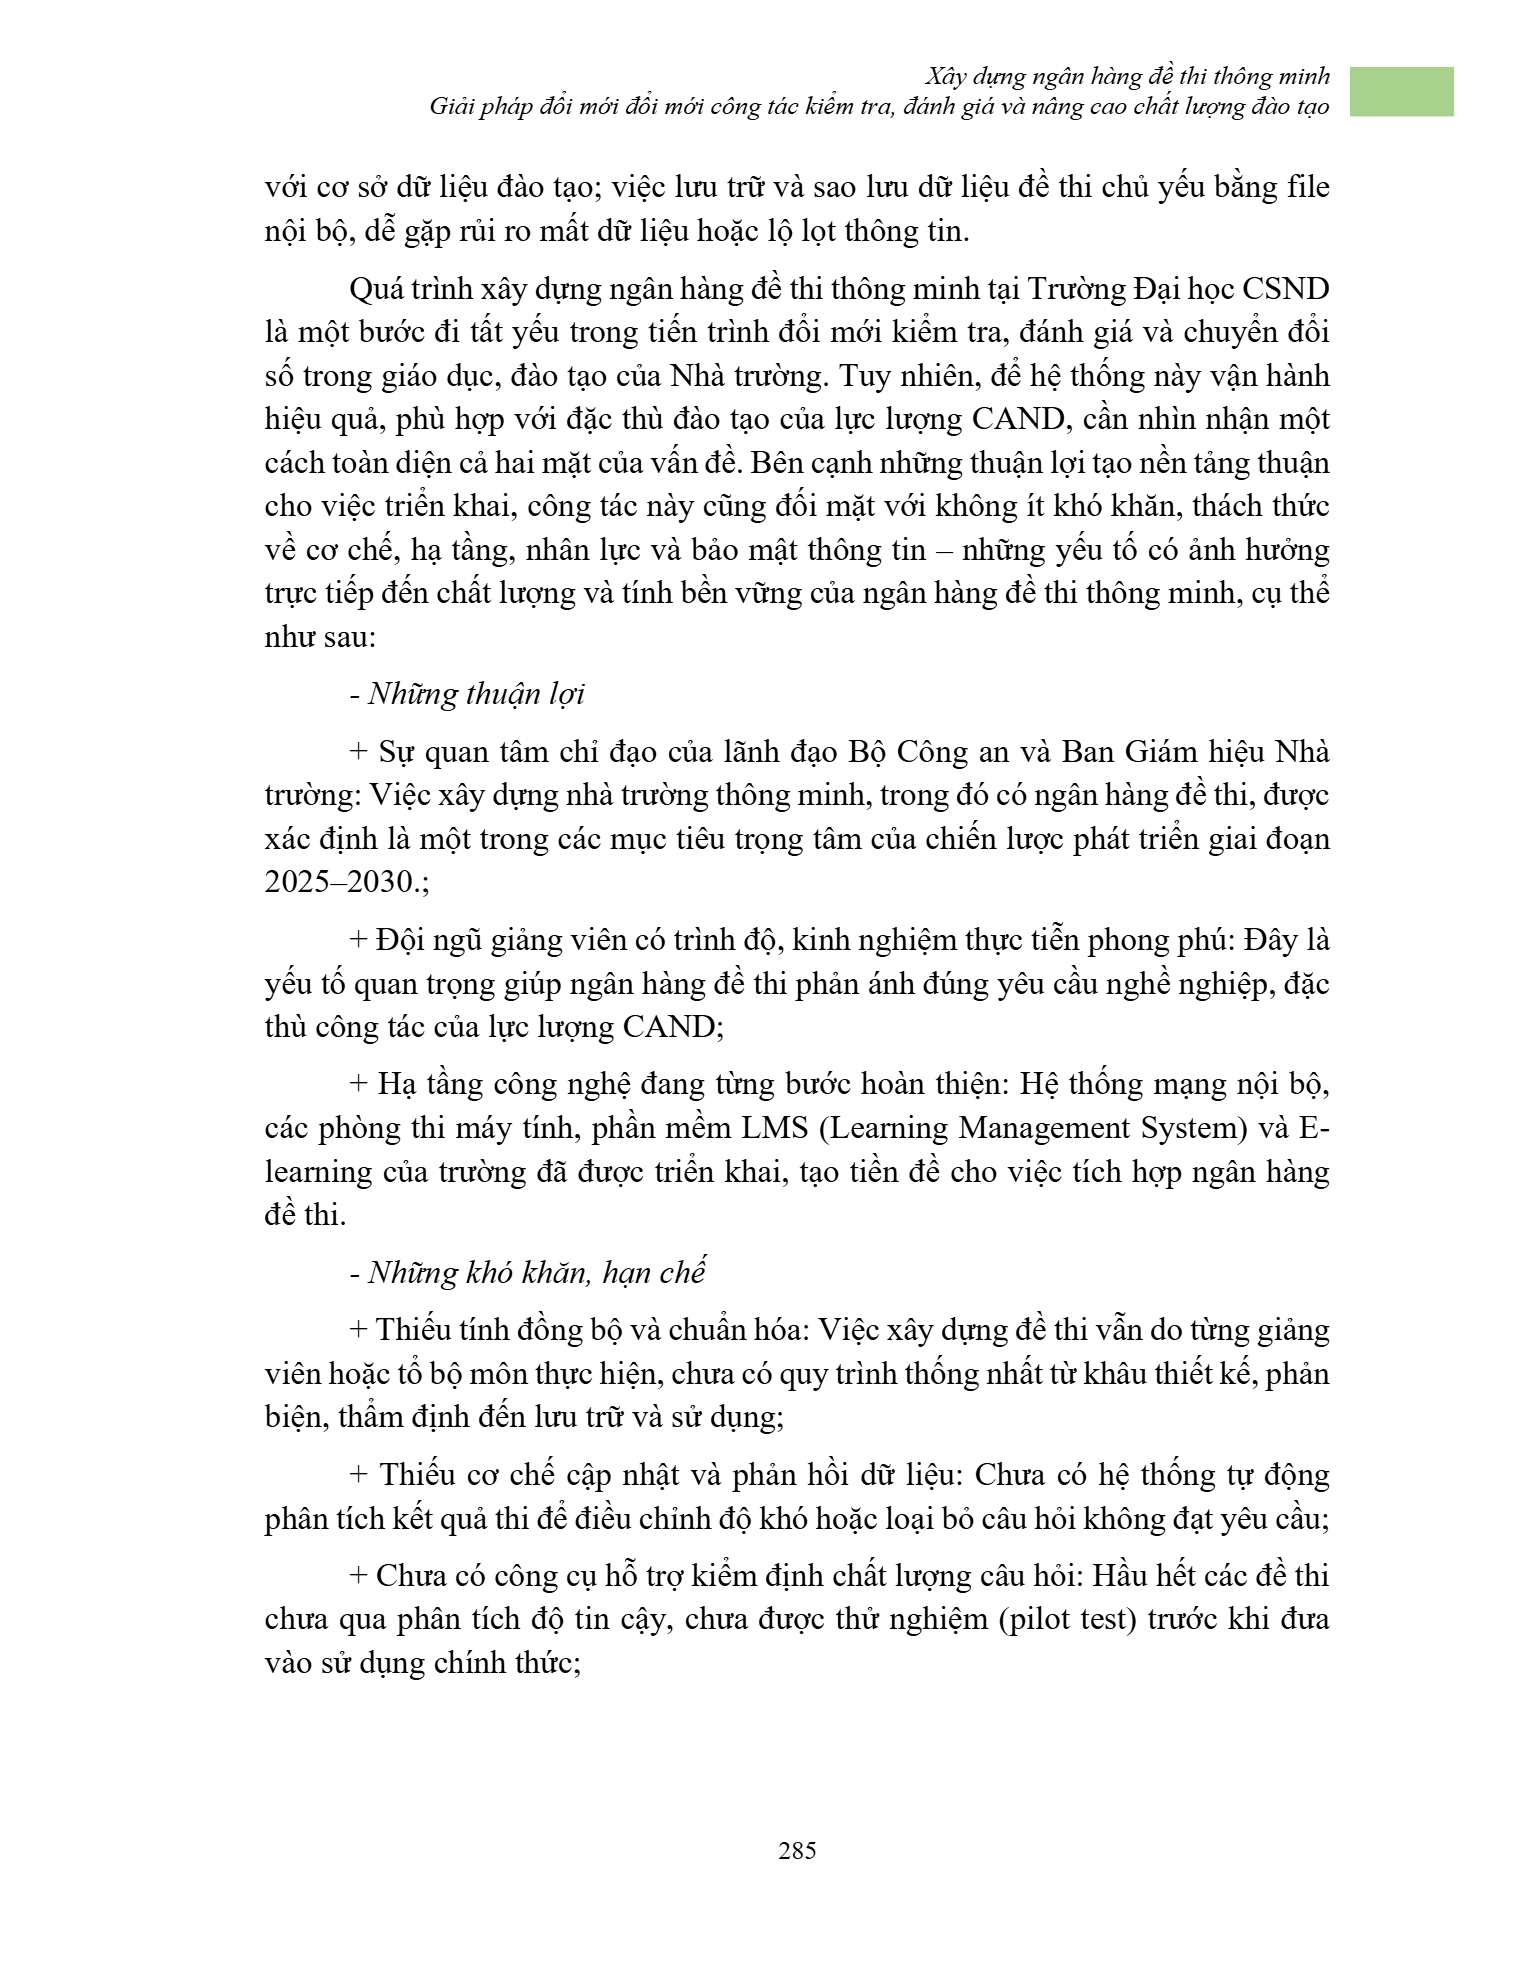 Xây dựng ngân hàng đề thi thông minh
Giải pháp đổi mới đổi mới công tác kiểm tra, đánh giá và nâng cao chất lượng đào tạo
với cơ sở dữ liệu đào tạo; việc lưu trữ và sao lưu dữ liệu đề thi chủ yếu bằng file
nội bộ, dễ gặp rủi ro mất dữ liệu hoặc lộ lọt thông tin.
Quá trình xây dựng ngân hàng đề thi thông minh tại Trường Đại học CSND
là một bước đi tất yếu trong tiến trình đổi mới kiểm tra, đánh giá và chuyển đổi
số trong giáo dục, đào tạo của Nhà trường. Tuy nhiên, để hệ thống này vận hành
hiệu quả, phù hợp với đặc thù đào tạo của lực lượng CAND, cần nhìn nhận một
cách toàn diện cả hai mặt của vấn đề. Bên cạnh những thuận lợi tạo nền tảng thuận
cho việc triển khai, công tác này cũng đối mặt với không ít khó khăn, thách thức
về cơ chế, hạ tầng, nhân lực và bảo mật thông tin – những yếu tố có ảnh hưởng
trực tiếp đến chất lượng và tính bền vững của ngân hàng đề thi thông minh, cụ thể
như sau:
- Những thuận lợi
+ Sự quan tâm chỉ đạo của lãnh đạo Bộ Công an và Ban Giám hiệu Nhà
trường: Việc xây dựng nhà trường thông minh, trong đó có ngân hàng đề thi, được
xác định là một trong các mục tiêu trọng tâm của chiến lược phát triển giai đoạn
2025–2030.;
+ Đội ngũ giảng viên có trình độ, kinh nghiệm thực tiễn phong phú: Đây là
yếu tố quan trọng giúp ngân hàng đề thi phản ánh đúng yêu cầu nghề nghiệp, đặc
thù công tác của lực lượng CAND;
+ Hạ tầng công nghệ đang từng bước hoàn thiện: Hệ thống mạng nội bộ,
các phòng thi máy tính, phần mềm LMS (Learning Management System) và E-
learning của trường đã được triển khai, tạo tiền đề cho việc tích hợp ngân hàng
đề thi.
- Những khó khăn, hạn chế
+ Thiếu tính đồng bộ và chuẩn hóa: Việc xây dựng đề thi vẫn do từng giảng
viên hoặc tổ bộ môn thực hiện, chưa có quy trình thống nhất từ khâu thiết kế, phản
biện, thẩm định đến lưu trữ và sử dụng;
+ Thiếu cơ chế cập nhật và phản hồi dữ liệu: Chưa có hệ thống tự động
phân tích kết quả thi để điều chỉnh độ khó hoặc loại bỏ câu hỏi không đạt yêu cầu;
+ Chưa có công cụ hỗ trợ kiểm định chất lượng câu hỏi: Hầu hết các đề thi
chưa qua phân tích độ tin cậy, chưa được thử nghiệm (pilot test) trước khi đưa
vào sử dụng chính thức;
285